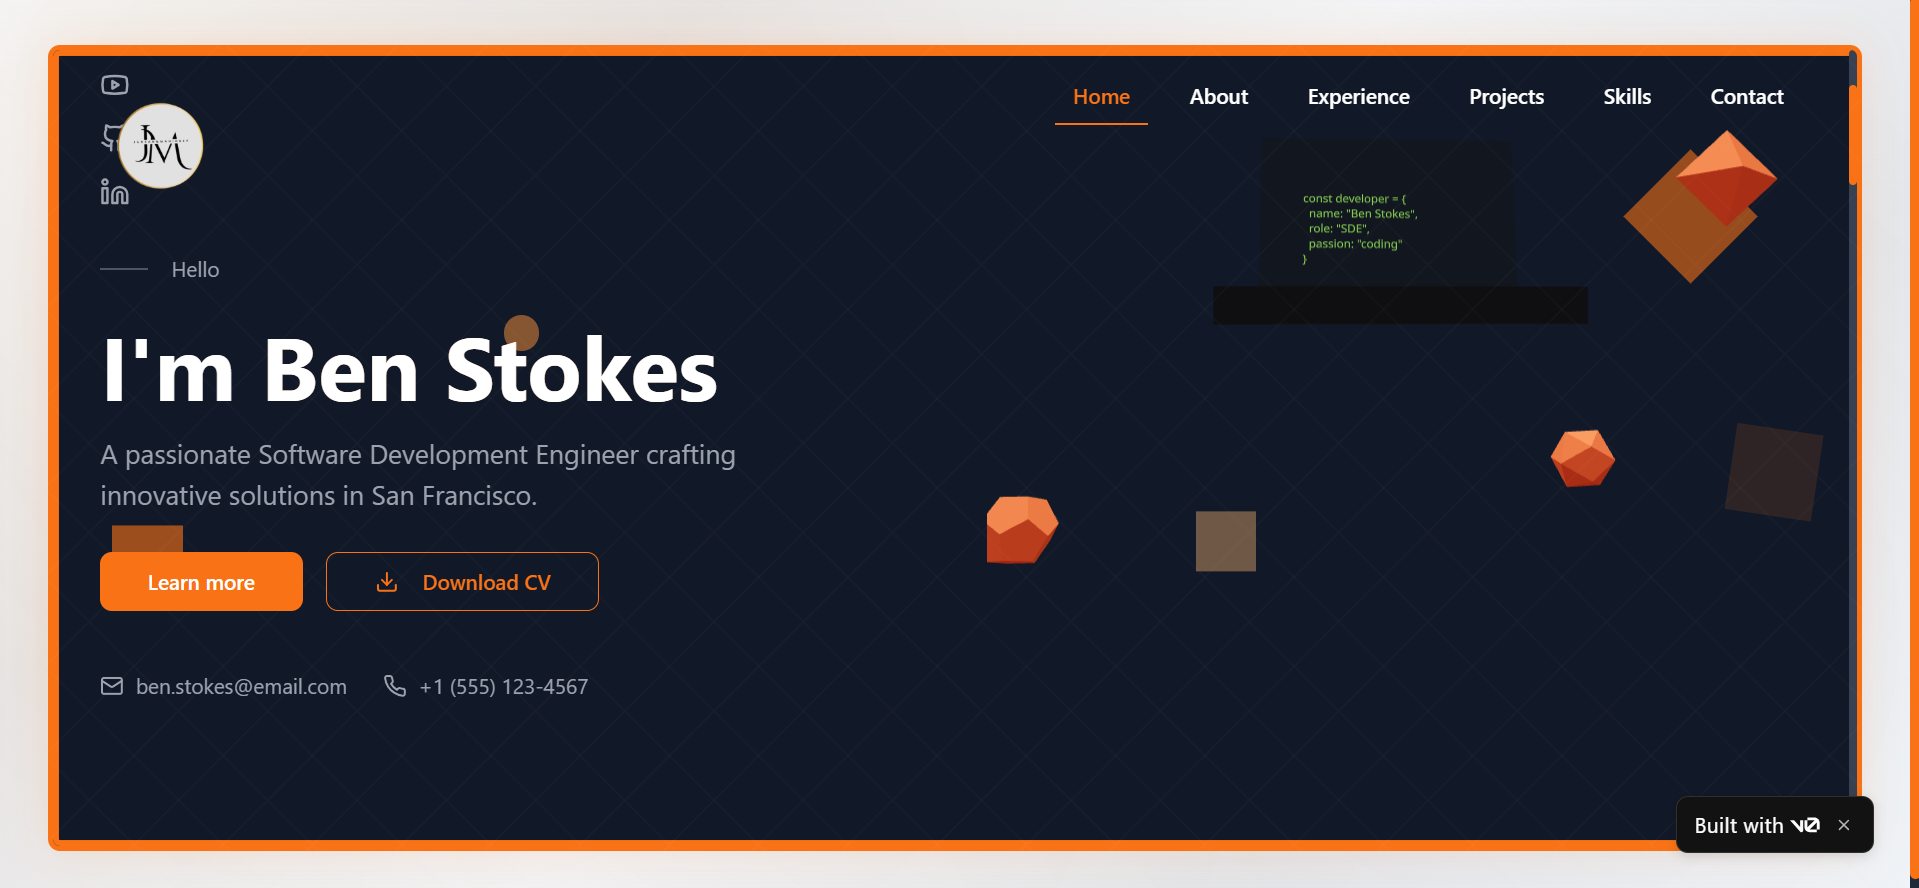 Home About Experience Projects Skills Contact
JM
const developer = {
name: "Ben Stokes",
role: "SDE",
passion: "coding"
}
Hello
I'm Ben Stokes
A passionate Software Development Engineer crafting
innovative solutions in San Francisco.
Learn more Download CV
ben.stokes@email.com +1 (555) 123-4567
Built with v0